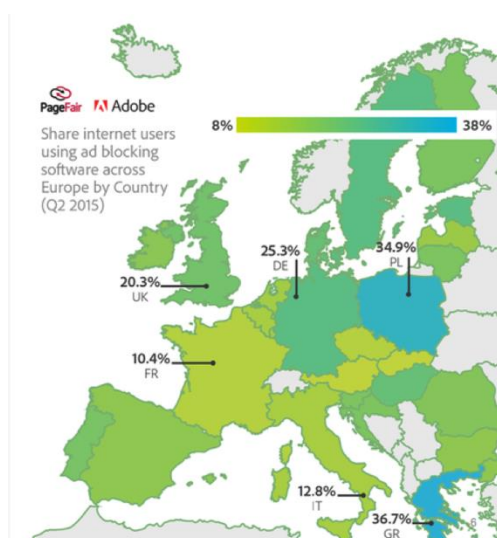 PageFair Adobe
8% 38%
Share internet users
using ad blocking
software across
Europe by Country
(Q2 2015)
25.3%
DE
34.9%
PL
20.3%
UK
10.4%
FR
12.8%
IT
36.7%
GR
6